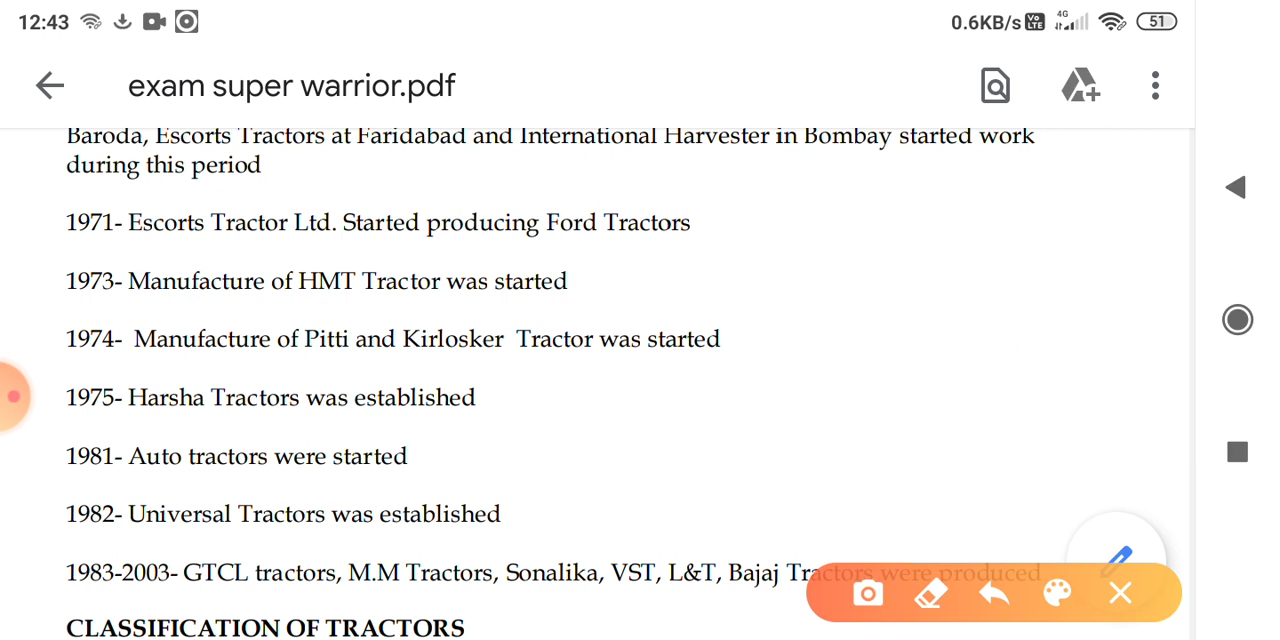 12:43
0.6KB/s Vo LTE 4G 51
exam super warrior.pdf
Baroda, Escorts Tractors at Faridabad and International Harvester in Bombay started work
during this period
1971- Escorts Tractor Ltd. Started producing Ford Tractors
1973- Manufacture of HMT Tractor was started
1974- Manufacture of Pitti and Kirlosker Tractor was started
1975- Harsha Tractors was established
1981- Auto tractors were started
1982- Universal Tractors was established
1983-2003- GTCL tractors, M.M Tractors, Sonalika, VST, L&T, Bajaj Tractors were produced
CLASSIFICATION OF TRACTORS